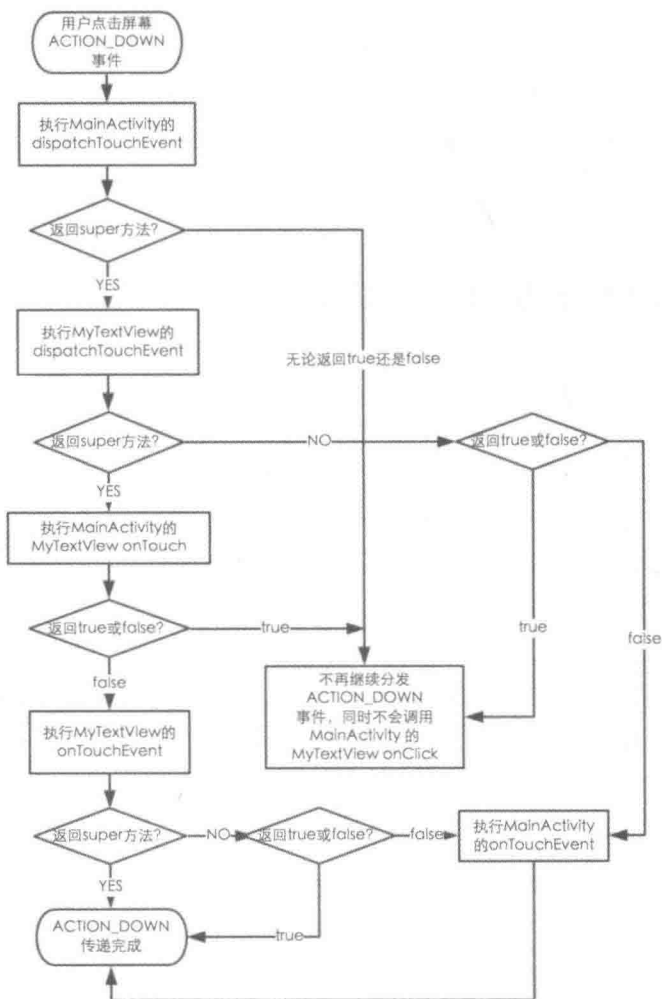 用户点击屏幕
ACTION_DOWN
事件
执行MainActivity的
dispatchTouchEvent
返回super方法?
YES
执行MyTextView的
dispatchTouchEvent
无论返回true还是false
返回super方法?
NO
返回true或false?
YES
执行MainActivity的
MyTextView onTouch
返回true或false?
true
true
false
false
不再继续分发
ACTION_DOWN
事件，同时不会调用
MainActivity 的
MyTextView onClick
执行MyTextView的
onTouchEvent
返回super方法?
NO
返回true或false?
false
执行MainActivity
的onTouchEvent
YES
ACTION_DOWN
传递完成
true